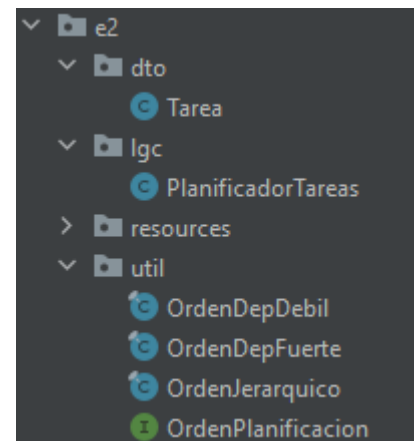 e2
dto
C Tarea
lgc
C PlanificadorTareas
resources
util
C OrdenDepDebil
C OrdenDepFuerte
C OrdenJerarquico
I OrdenPlanificacion